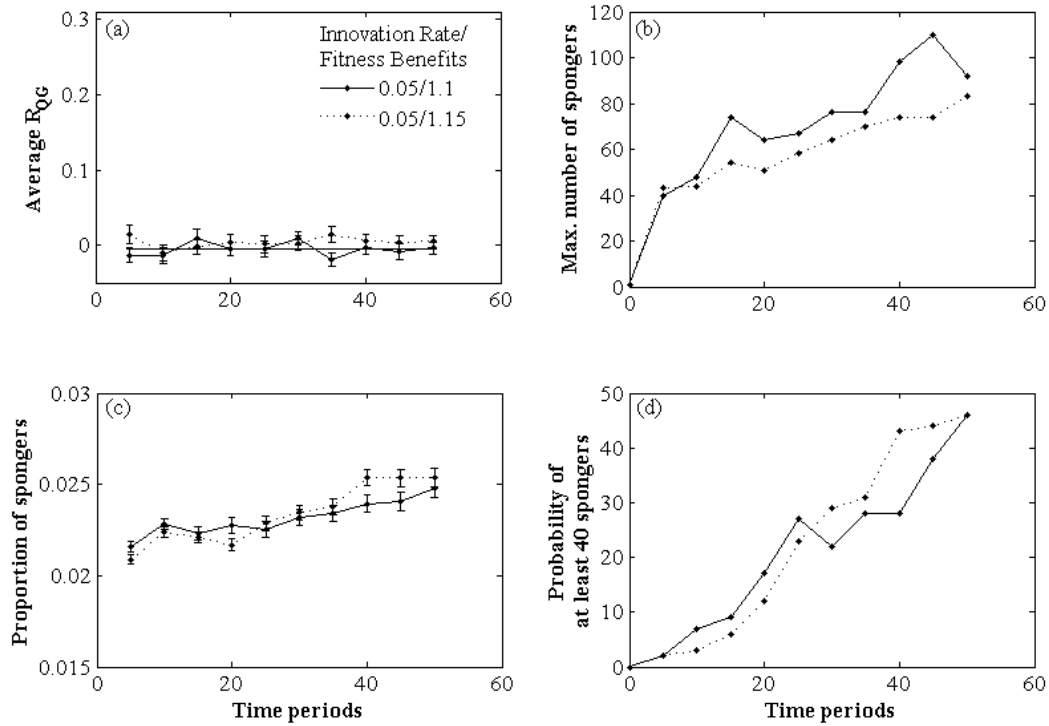 (a)
Innovation Rate/
Fitness Benefits
0.05/1.1
0.05/1.15
Average R_QG
0.3
0.2
0.1
0
0 20 40 60
(b)
Max. number of spongers
120
100
80
60
40
20
0
0 20 40 60
(c)
Proportion of spongers
0.03
0.025
0.02
0.015
0 20 40 60
Time periods
(d)
Probability of
at least 40 spongers
50
40
30
20
10
0
0 20 40 60
Time periods